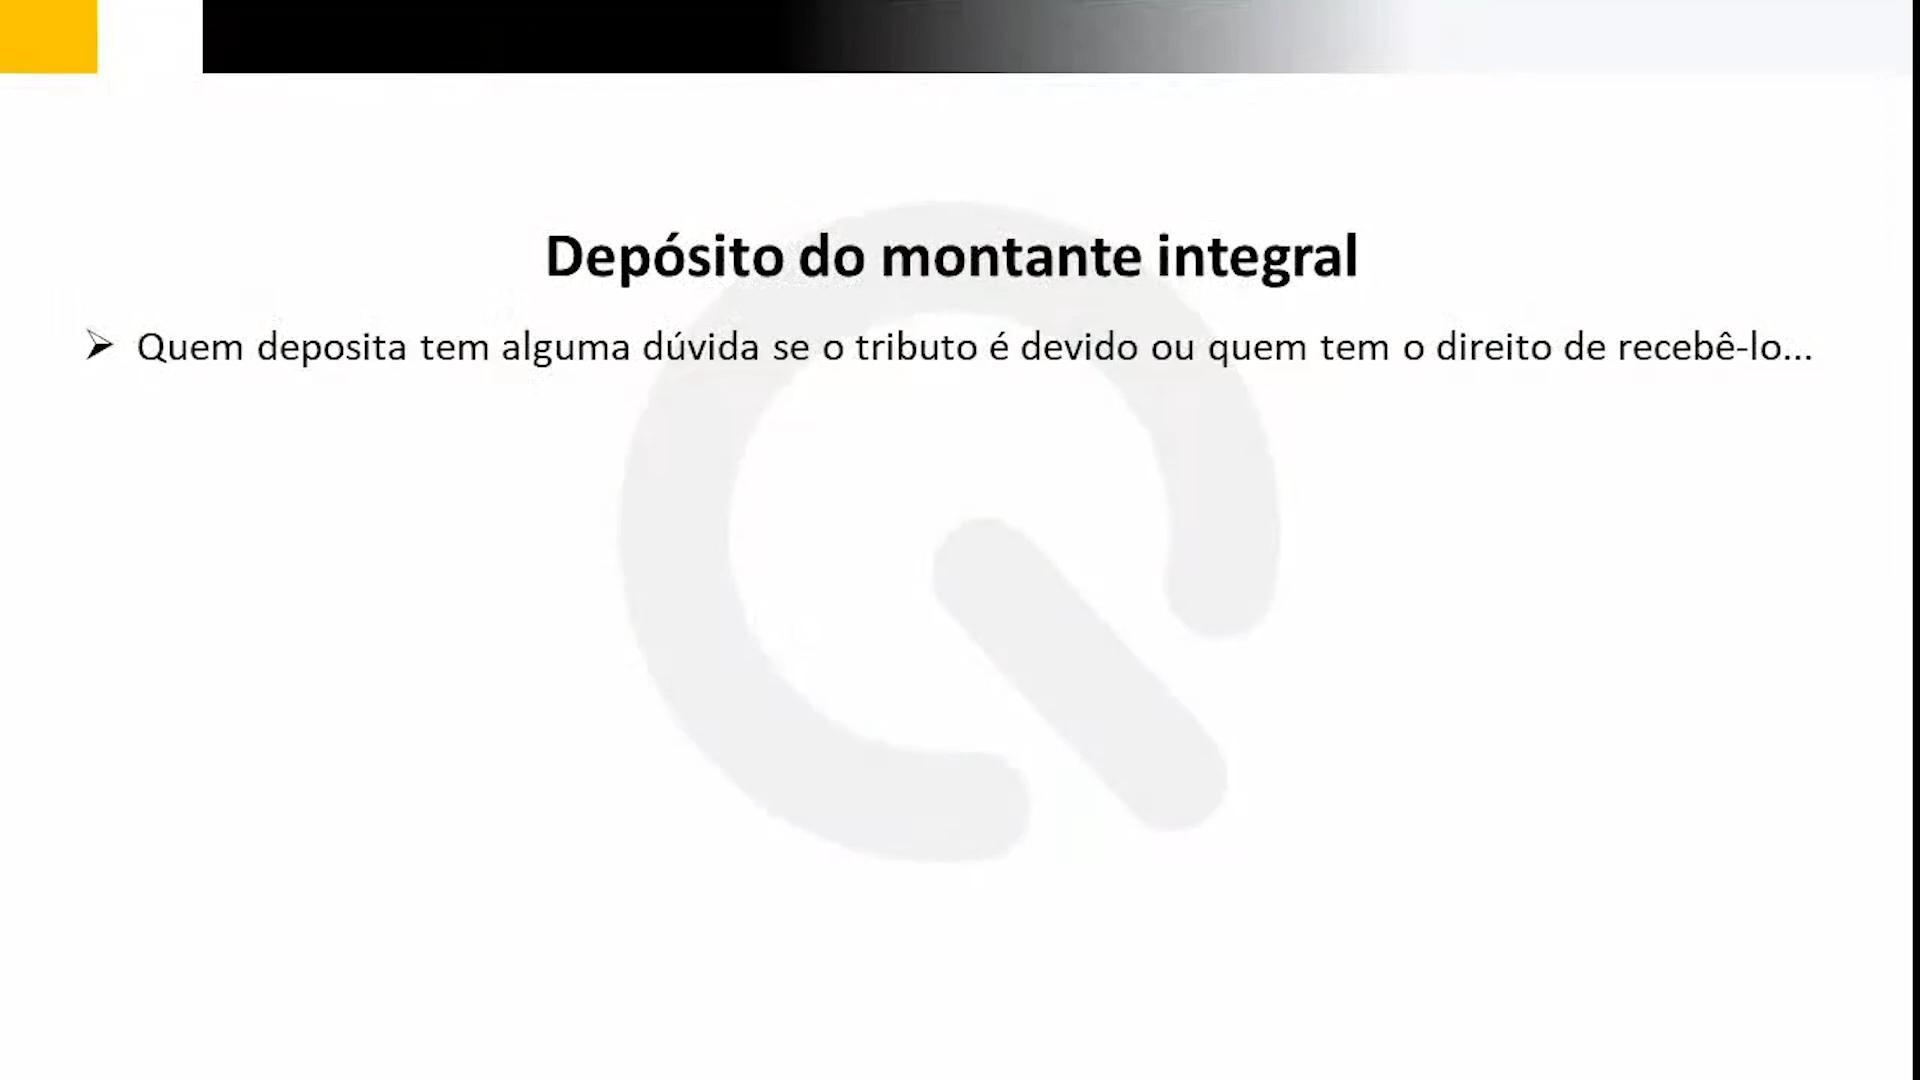 Depósito do montante integral
➢ Quem deposita tem alguma dúvida se o tributo é devido ou quem tem o direito de recebê-lo...